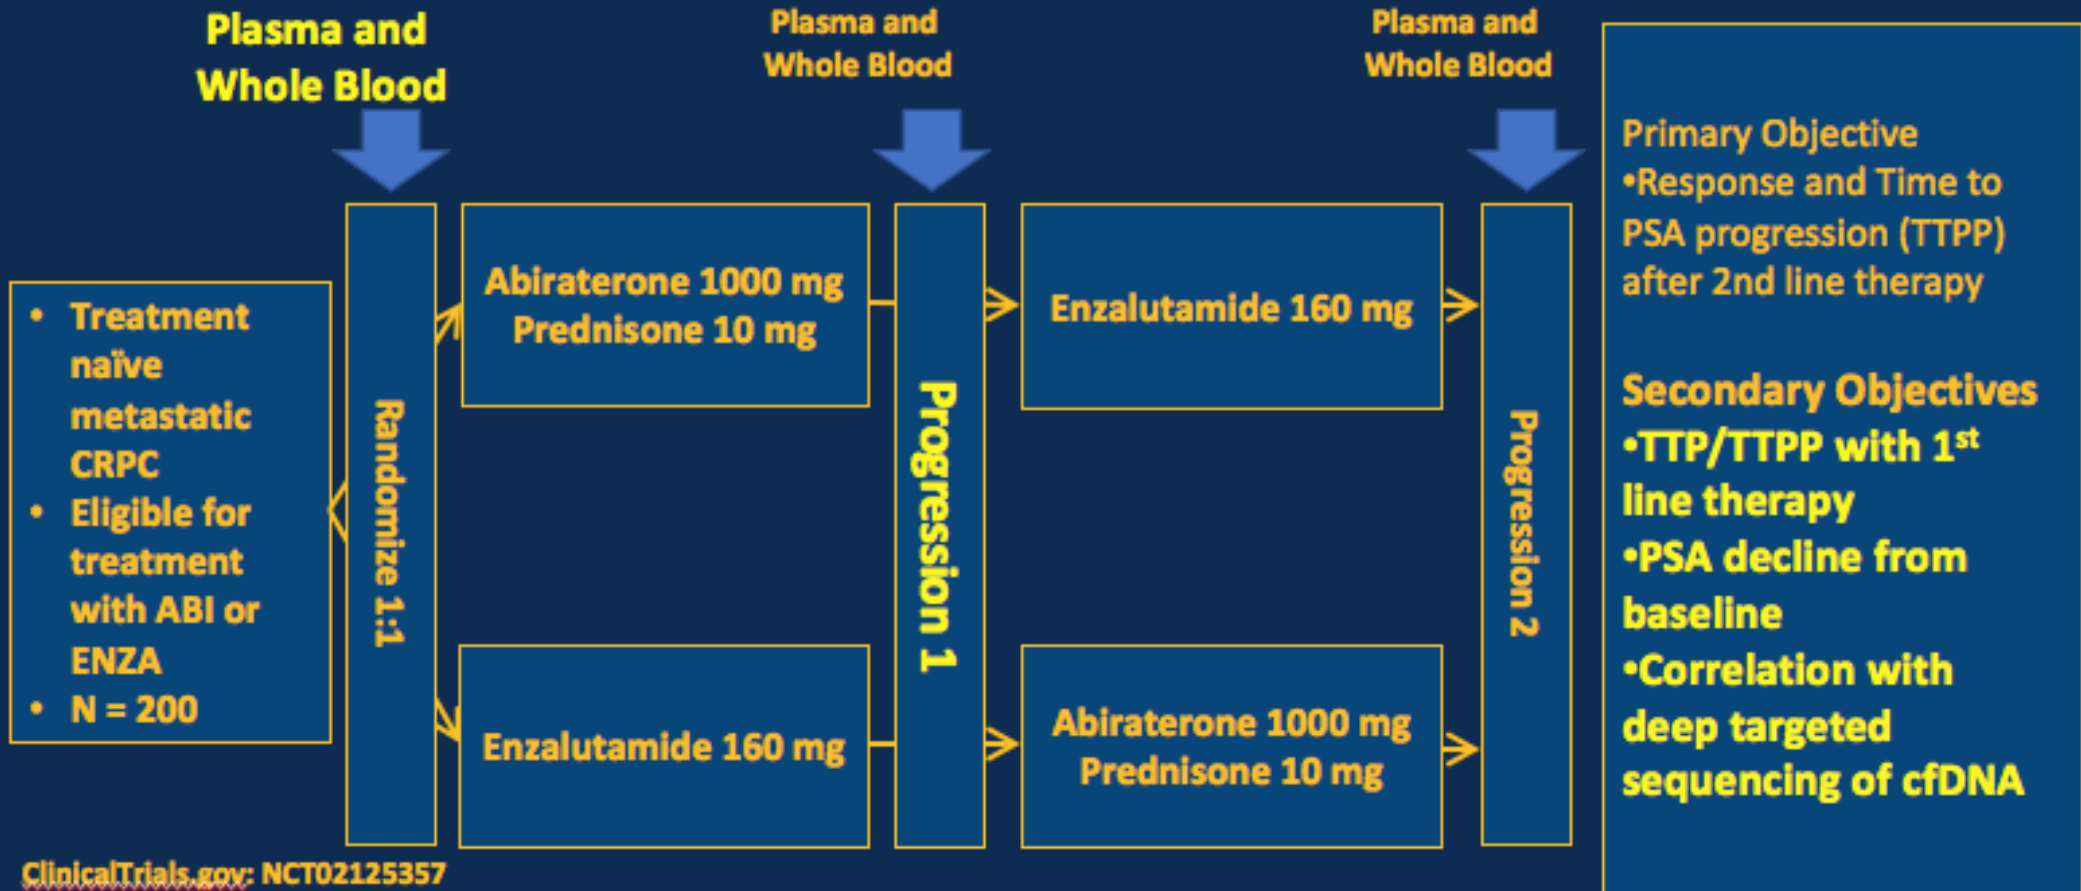 Plasma and
Whole Blood
Plasma and
Whole Blood
Plasma and
Whole Blood
• Treatment
naïve
metastatic
CRPC
• Eligible for
treatment
with ABI or
ENZA
• N = 200
Randomize 1:1
Abiraterone 1000 mg
Prednisone 10 mg
Enzalutamide 160 mg
Progression 1
Enzalutamide 160 mg
Abiraterone 1000 mg
Prednisone 10 mg
Progression 2
Primary Objective
•Response and Time to
PSA progression (TTPP)
after 2nd line therapy
Secondary Objectives
•TTP/TTPP with 1st
line therapy
•PSA decline from
baseline
•Correlation with
deep targeted
sequencing of cfDNA
ClinicalTrials.gov: NCT02125357